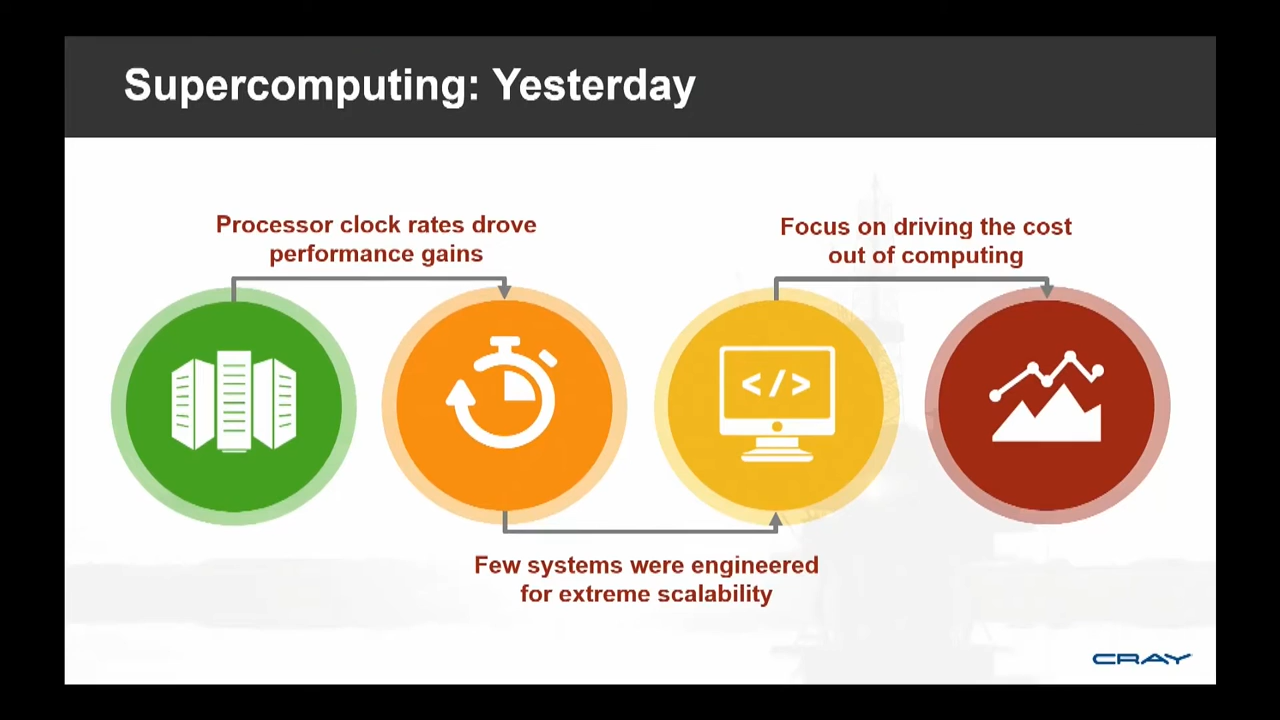 Supercomputing: Yesterday
Processor clock rates drove
performance gains
Focus on driving the cost
out of computing
</>
Few systems were engineered
for extreme scalability
CRAY